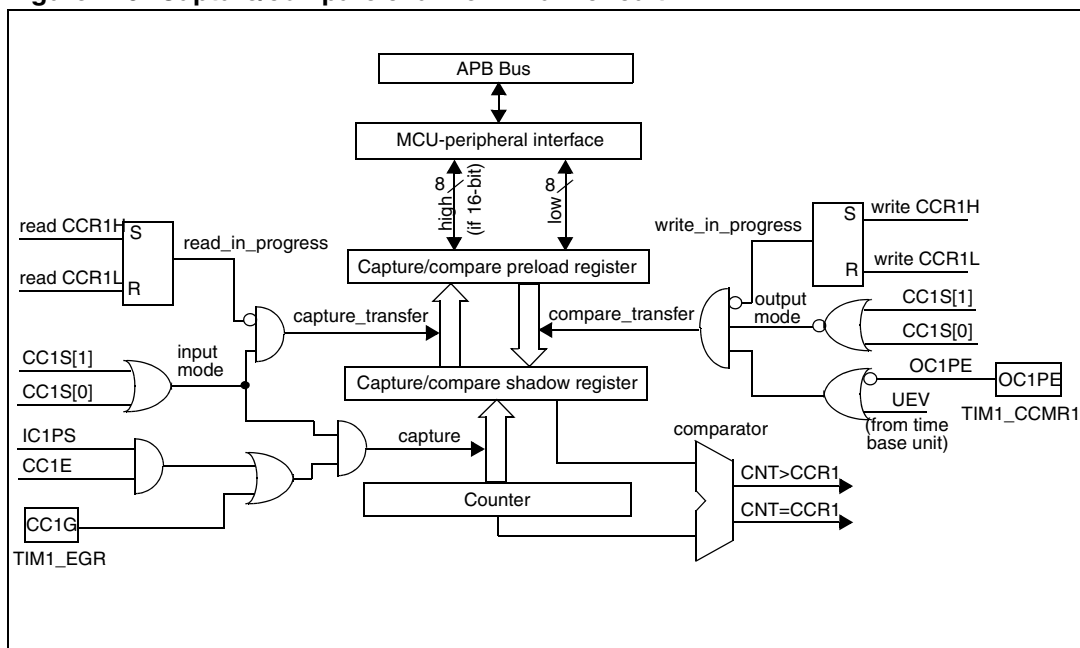 APB Bus
MCU-peripheral interface
8
high
(if 16-bit)
8
low
read CCR1H
S
read_in_progress
read CCR1L
R
write_in_progress
S
write CCR1H
R
write CCR1L
Capture/compare preload register
capture_transfer
compare_transfer
output
mode
CC1S[1]
CC1S[0]
CC1S[1]
input
mode
CC1S[0]
Capture/compare shadow register
OC1PE
OC1PE
UEV
TIM1_CCMR1
(from time
base unit)
IC1PS
capture
CC1E
comparator
CNT>CCR1
Counter
CNT=CCR1
CC1G
TIM1_EGR